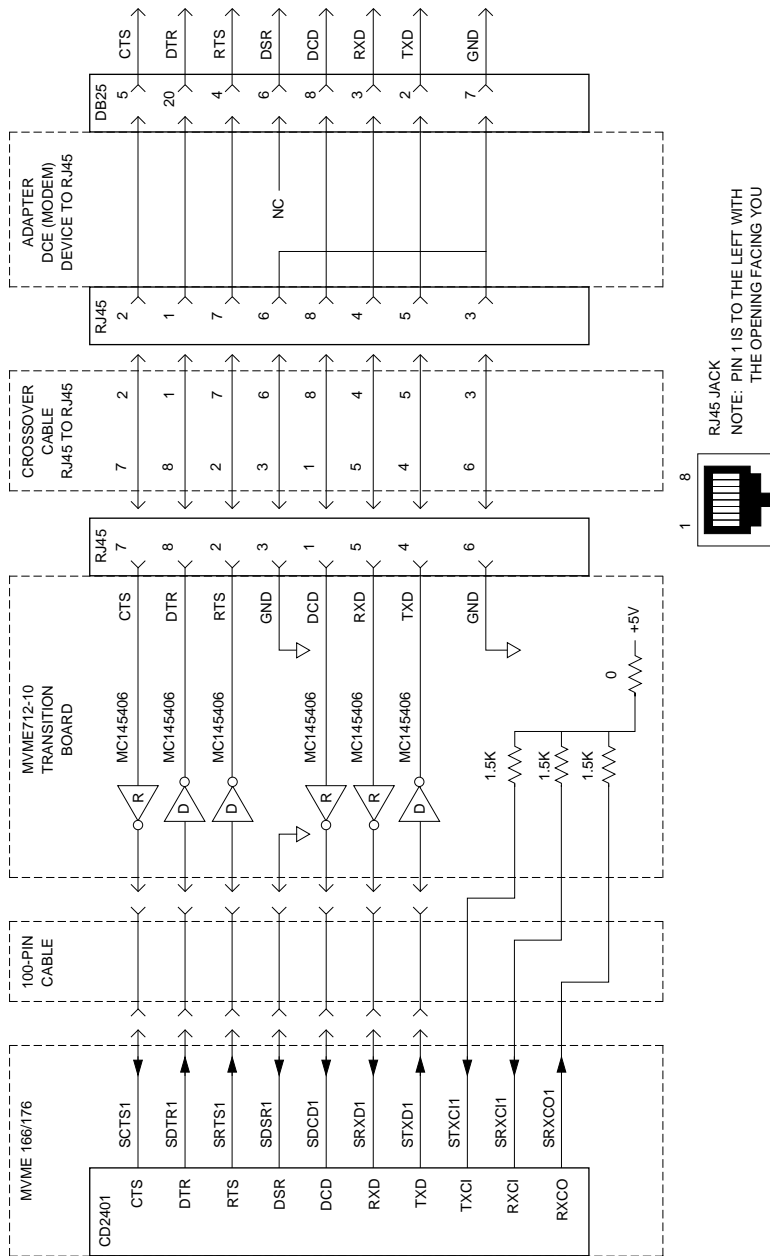 MVME 166/176
CD2401
CTS SCTS1
DTR SDTR1
RTS SRTS1
DSR SDSR1
DCD SDCD1
RXD SRXD1
TXD STXD1
TXCI STXCI1
RXCI SRXCI1
RXCO SRXCO1
100-PIN
CABLE
MVME712-10
TRANSITION
BOARD
R MC145406 CTS
D MC145406 DTR
D MC145406 RTS
GND
R MC145406 DCD
R MC145406 RXD
D MC145406 TXD
GND
1.5K
1.5K
1.5K
0
+5V
RJ45
7
8
2
3
1
5
4
6
CROSSOVER
CABLE
RJ45 TO RJ45
7 2
8 1
2 7
3 6
1 8
5 4
4 5
6 3
RJ45
2
1
7
6
8
4
5
3
ADAPTER
DCE (MODEM)
DEVICE TO RJ45
NC
DB25
5 CTS
20 DTR
4 RTS
6 DSR
8 DCD
3 RXD
2 TXD
7 GND
1 8
RJ45 JACK
NOTE: PIN 1 IS TO THE LEFT WITH
THE OPENING FACING YOU